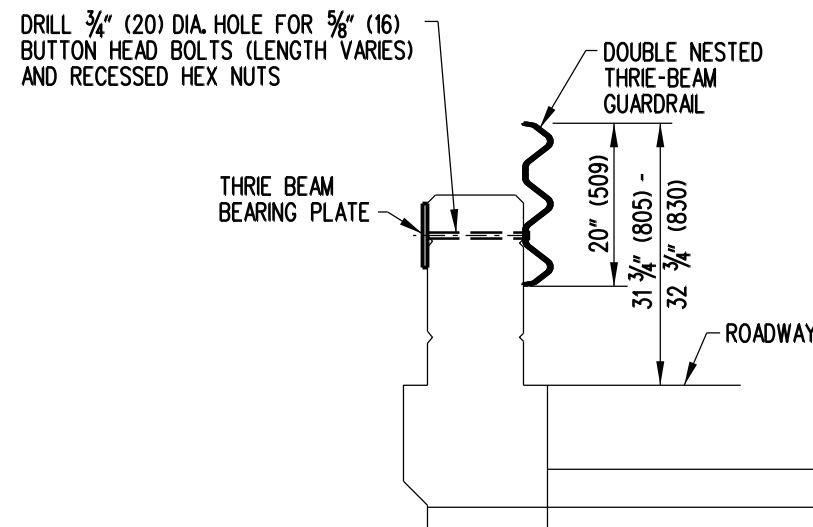 DRILL ¾" (20) DIA. HOLE FOR ⅝" (16)
BUTTON HEAD BOLTS (LENGTH VARIES)
AND RECESSED HEX NUTS
DOUBLE NESTED
THRIE-BEAM
GUARDRAIL
THRIE BEAM
BEARING PLATE
20" (509)
31 ¾" (805) -
32 ¾" (830)
ROADWAY